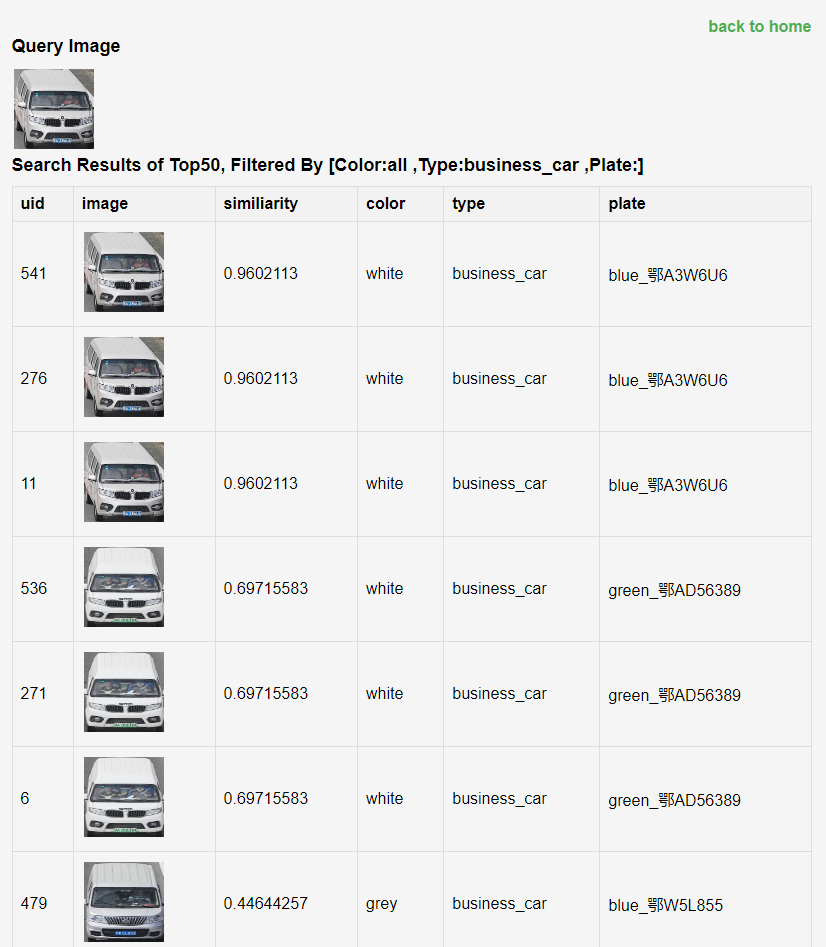 back to home
Query Image
Search Results of Top50, Filtered By [Color:all ,Type:business_car ,Plate:]
uid image similiarity color type plate
541 0.9602113 white business_car blue_鄂A3W6U6
276 0.9602113 white business_car blue_鄂A3W6U6
11 0.9602113 white business_car blue_鄂A3W6U6
536 0.69715583 white business_car green_鄂AD56389
271 0.69715583 white business_car green_鄂AD56389
6 0.69715583 white business_car green_鄂AD56389
479 0.44644257 grey business_car blue_鄂W5L855